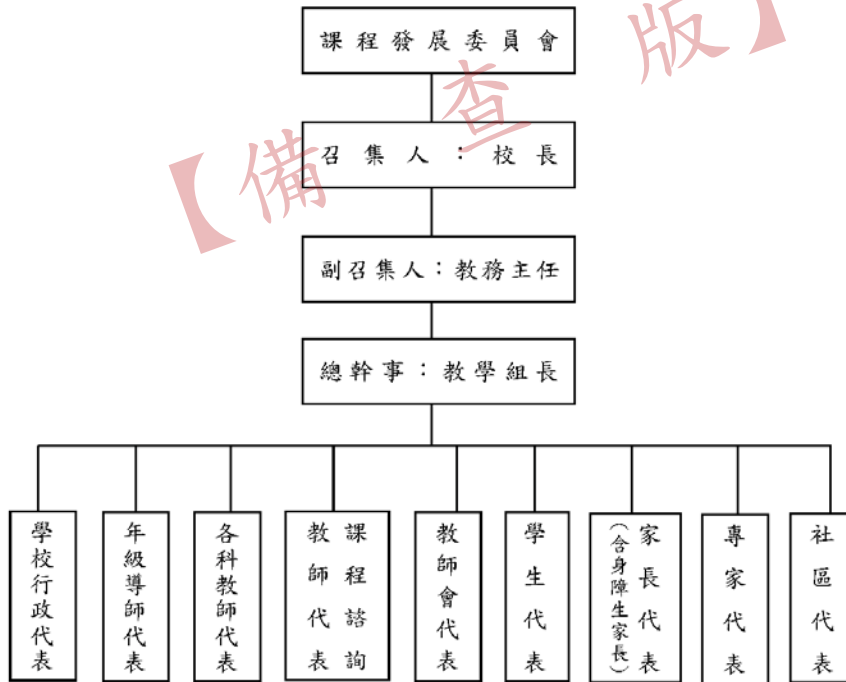 課程發展委員會
【備查版】
召集人：校長
副召集人：教務主任
總幹事：教學組長
學校行政代表
年級導師代表
各科教師代表
課程諮詢
教師代表
教師會代表
學生代表
家長代表
（含身障生家長）
專家代表
社區代表